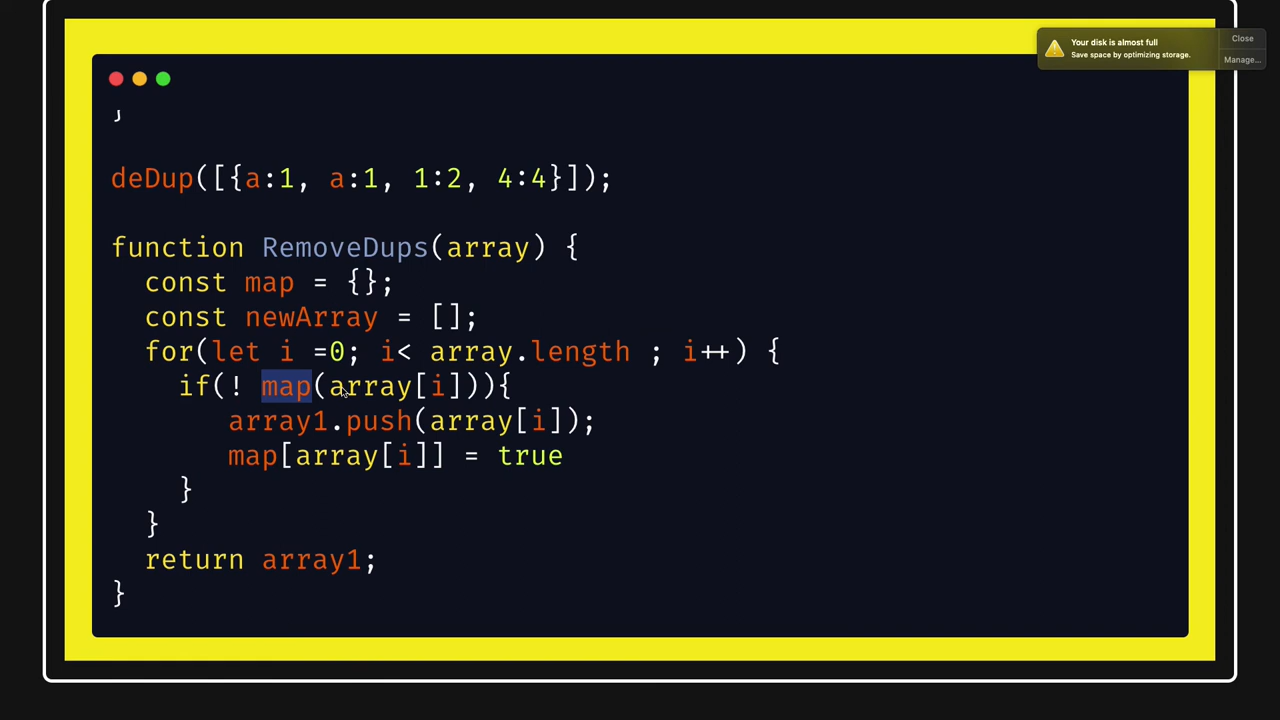 Your disk is almost full
Save space by optimizing storage.
Close
Manage...
deDup([{a:1, a:1, 1:2, 4:4}]);
function RemoveDups(array) {
const map = {};
const newArray = [];
for(let i =0; i< array.length ; i++) {
if(! map(array[i])){
array1.push(array[i]);
map[array[i]] = true
}
}
return array1;
}